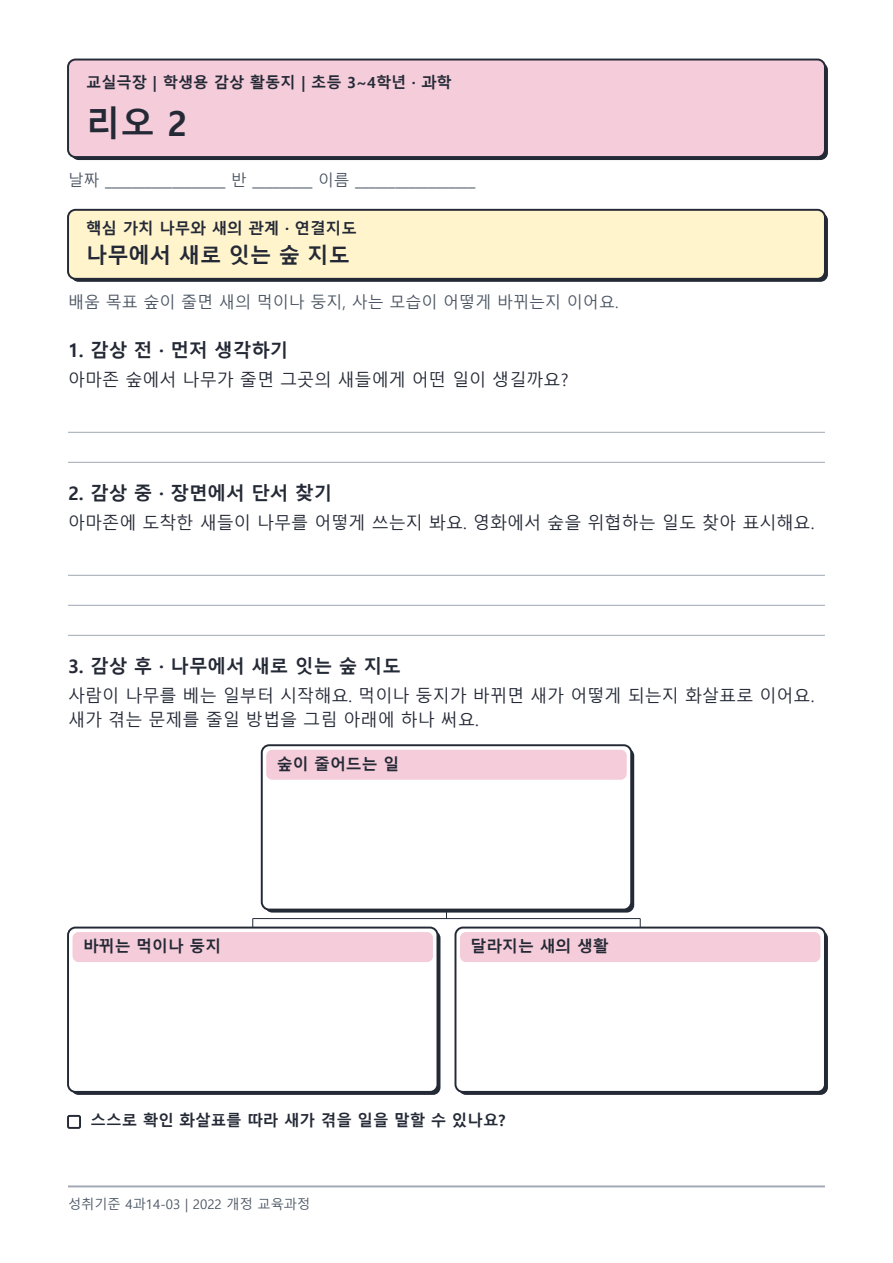 교실극장 | 학생용 감상 활동지 | 초등 3~4학년 · 과학
리오 2
날짜 _______________ 반 ________ 이름 _______________
핵심 가치 나무와 새의 관계 · 연결지도
나무에서 새로 잇는 숲 지도
배움 목표 숲이 줄면 새의 먹이나 둥지, 사는 모습이 어떻게 바뀌는지 이어요.
1. 감상 전 · 먼저 생각하기
아마존 숲에서 나무가 줄면 그곳의 새들에게 어떤 일이 생길까요?
2. 감상 중 · 장면에서 단서 찾기
아마존에 도착한 새들이 나무를 어떻게 쓰는지 봐요. 영화에서 숲을 위협하는 일도 찾아 표시해요.
3. 감상 후 · 나무에서 새로 잇는 숲 지도
사람이 나무를 베는 일부터 시작해요. 먹이나 둥지가 바뀌면 새가 어떻게 되는지 화살표로 이어요.
새가 겪는 문제를 줄일 방법을 그림 아래에 하나 써요.
숲이 줄어드는 일
바뀌는 먹이나 둥지
달라지는 새의 생활
스스로 확인 화살표를 따라 새가 겪을 일을 말할 수 있나요?
성취기준 4과14-03 | 2022 개정 교육과정